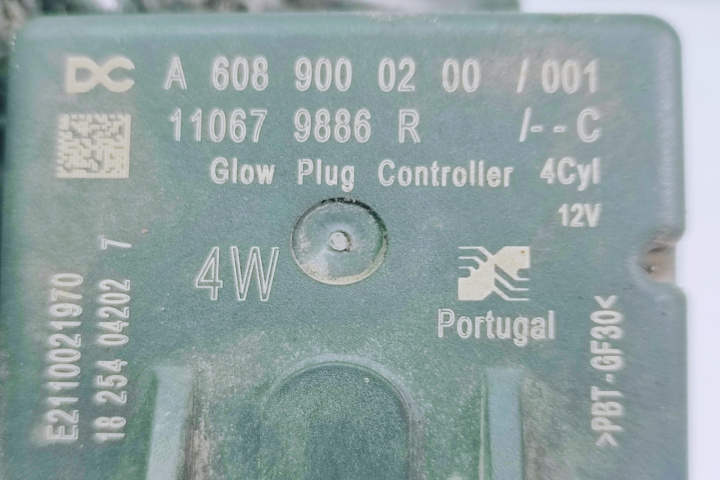 DC A 608 900 02 00 /001
11067 9886 R /--C
Glow Plug Controller 4Cyl
12V
4W
Portugal
E2110021970
18 254 04202 7
>PBT-GF30<